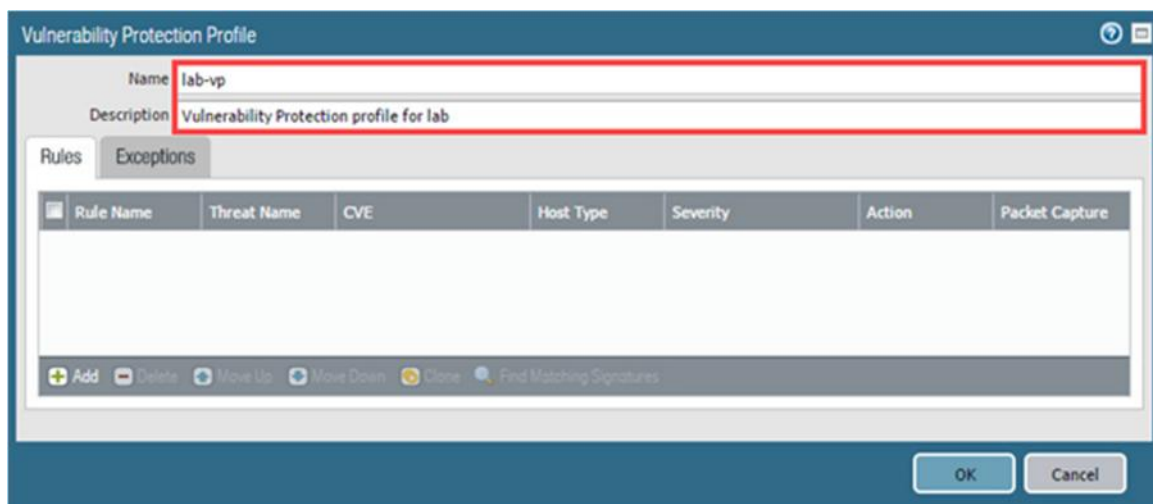 Vulnerability Protection Profile
Name lab-vp
Description Vulnerability Protection profile for lab
Rules Exceptions
Rule Name Threat Name CVE Host Type Severity Action Packet Capture
Add Delete Move Up Move Down Clone Find Matching Signatures
OK Cancel